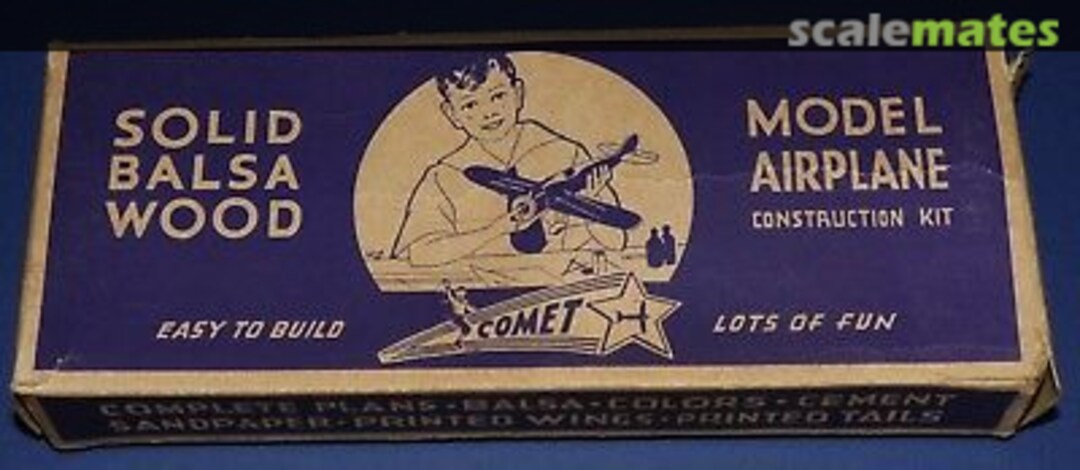 scalemates
SOLID
BALSA
WOOD
MODEL
AIRPLANE
CONSTRUCTION KIT
EASY TO BUILD
COMET
LOTS OF FUN
COMPLETE PLANS · BALSA · COLORS · CEMENT
SANDPAPER · PRINTED WINGS · PRINTED TAILS